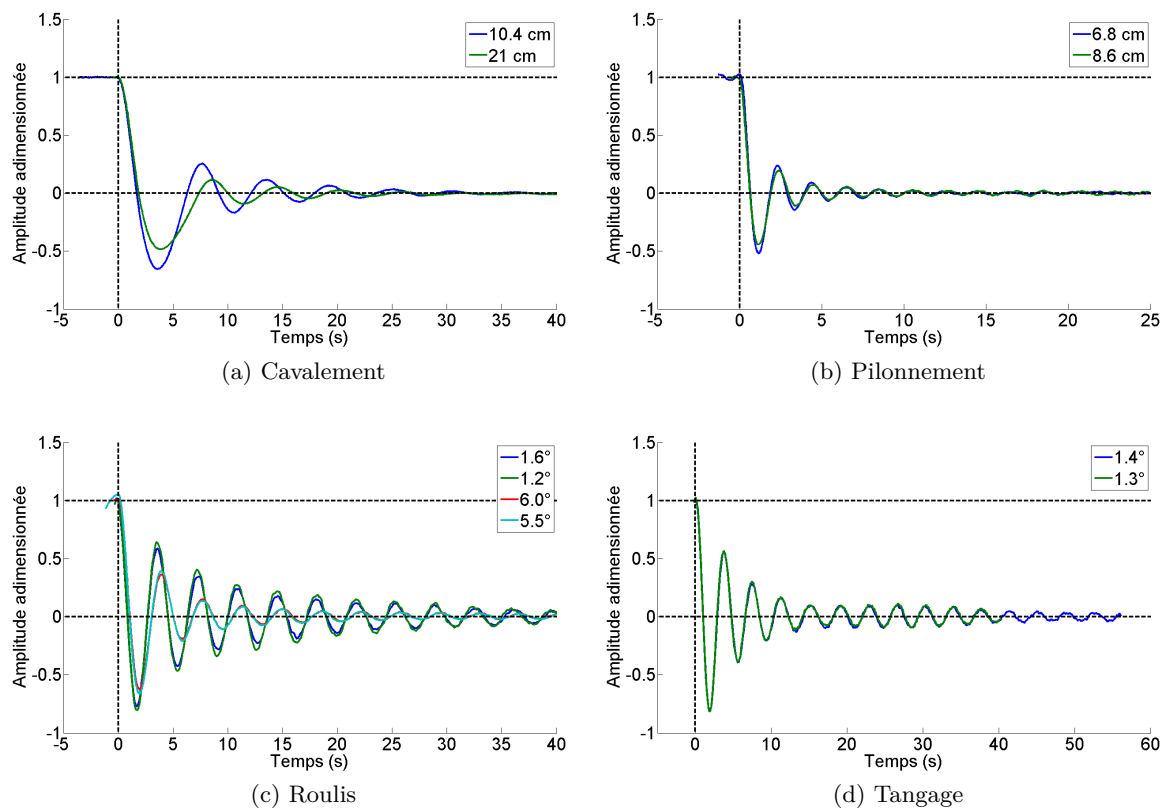 1.5
1
0.5
0
-0.5
-1
Amplitude adimensionnée
10.4 cm
21 cm
-5 0 5 10 15 20 25 30 35 40
Temps (s)
(a) Cavalement
1.5
1
0.5
0
-0.5
-1
Amplitude adimensionnée
6.8 cm
8.6 cm
-5 0 5 10 15 20 25
Temps (s)
(b) Pilonnement
1.5
1
0.5
0
-0.5
-1
Amplitude adimensionnée
1.6°
1.2°
6.0°
5.5°
-5 0 5 10 15 20 25 30 35 40
Temps (s)
(c) Roulis
1.5
1
0.5
0
-0.5
-1
Amplitude adimensionnée
1.4°
1.3°
0 10 20 30 40 50 60
Temps (s)
(d) Tangage